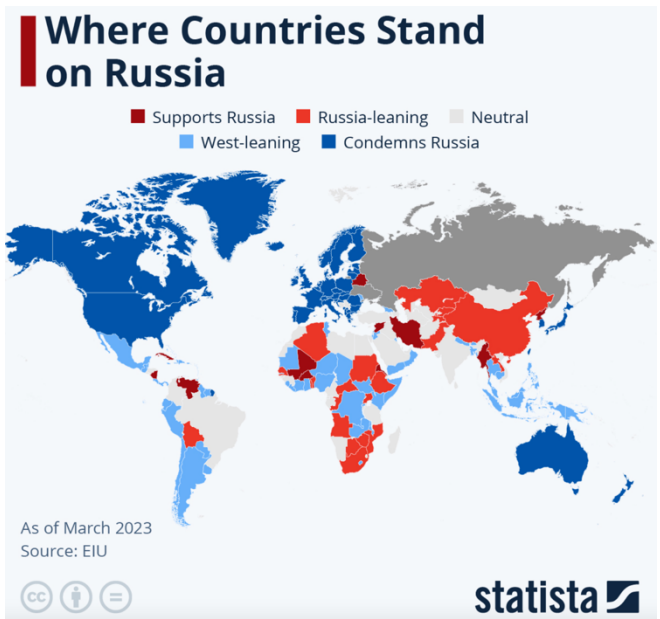 Where Countries Stand
on Russia
Supports Russia Russia-leaning Neutral
West-leaning Condemns Russia
As of March 2023
Source: EIU
cc
statista